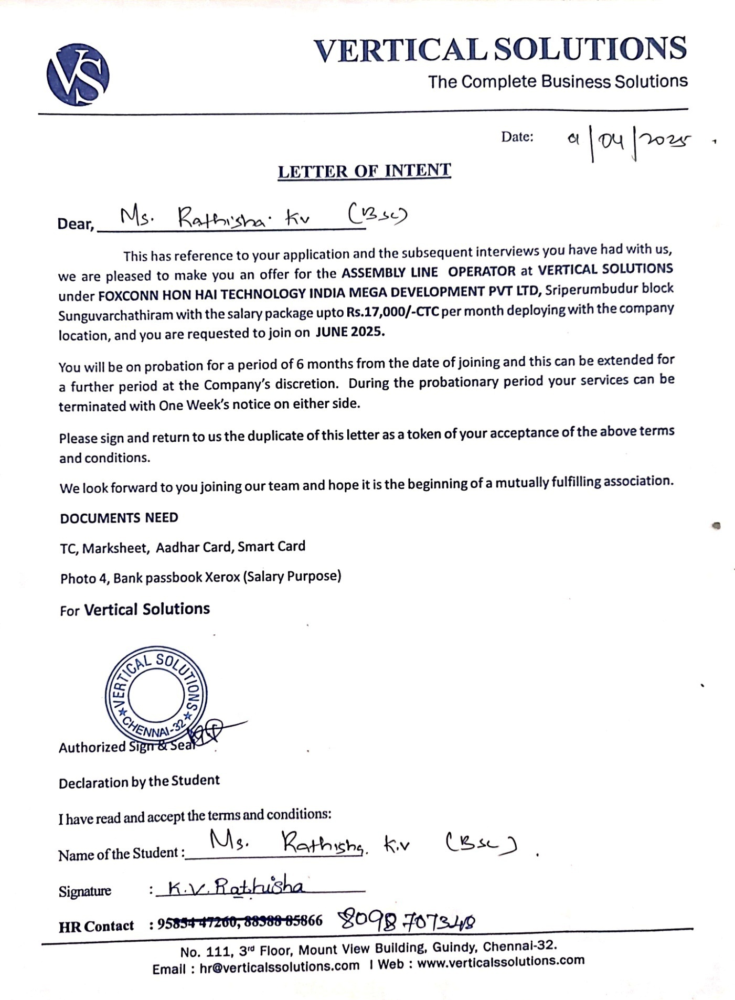 VS
VERTICAL SOLUTIONS
The Complete Business Solutions
Date: 01/04/2025
LETTER OF INTENT
Dear, Ms. Rathisha. Kv (Bsc)
This has reference to your application and the subsequent interviews you have had with us,
we are pleased to make you an offer for the ASSEMBLY LINE OPERATOR at VERTICAL SOLUTIONS
under FOXCONN HON HAI TECHNOLOGY INDIA MEGA DEVELOPMENT PVT LTD, Sriperumbudur block
Sunguvarchathiram with the salary package upto Rs.17,000/-CTC per month deploying with the company
location, and you are requested to join on JUNE 2025.
You will be on probation for a period of 6 months from the date of joining and this can be extended for
a further period at the Company's discretion. During the probationary period your services can be
terminated with One Week's notice on either side.
Please sign and return to us the duplicate of this letter as a token of your acceptance of the above terms
and conditions.
We look forward to you joining our team and hope it is the beginning of a mutually fulfilling association.
DOCUMENTS NEED
TC, Marksheet, Aadhar Card, Smart Card
Photo 4, Bank passbook Xerox (Salary Purpose)
For Vertical Solutions
VERTICAL SOLUTIONS
★ CHENNAI-32 ★
Authorized Sign & Seal
Declaration by the Student
I have read and accept the terms and conditions:
Name of the Student : Ms. Rathisha. K.V (Bsc)
Signature : K.V. Rathisha
HR Contact : 95854 47260, 88388 85866 8098 707348
No. 111, 3rd Floor, Mount View Building, Guindy, Chennai-32.
Email : hr@verticalssolutions.com I Web : www.verticalssolutions.com